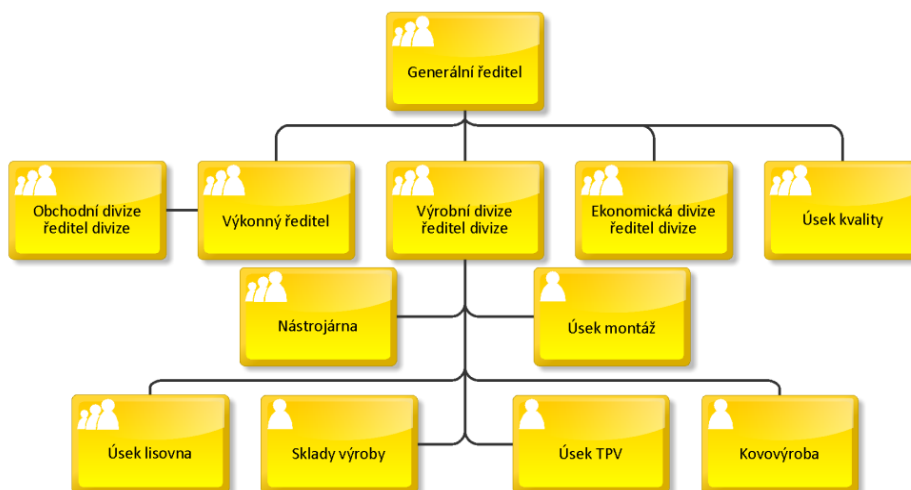 Generální ředitel
Obchodní divize
ředitel divize
Výkonný ředitel
Výrobní divize
ředitel divize
Ekonomická divize
ředitel divize
Úsek kvality
Nástrojárna
Úsek montáž
Úsek lisovna
Sklady výroby
Úsek TPV
Kovovýroba